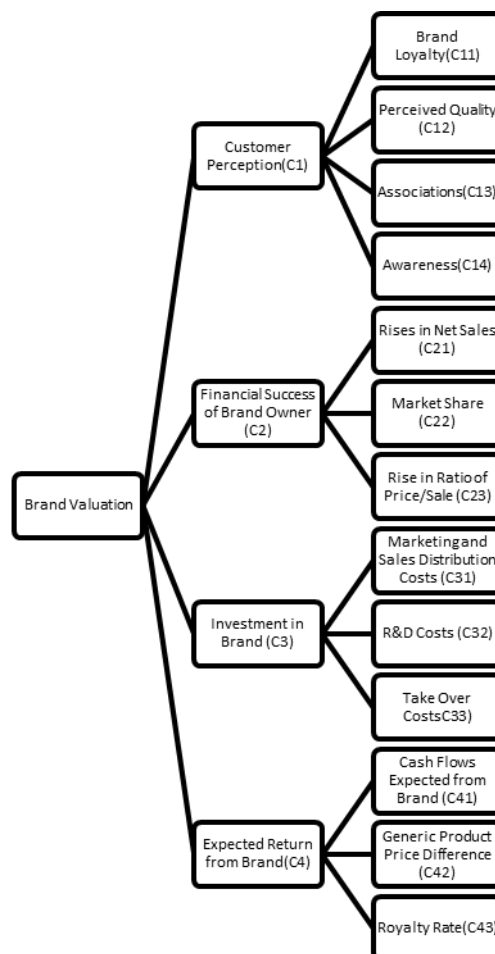 Brand
Loyalty(C11)
Perceived Quality
(C12)
Customer
Perception(C1)
Associations(C13)
Awareness(C14)
Rises in Net Sales
(C21)
Financial Success
of Brand Owner
(C2)
Market Share
(C22)
Rise in Ratio of
Price/Sale (C23)
Brand Valuation
Marketing and
Sales Distribution
Costs (C31)
Investment in
Brand (C3)
R&D Costs (C32)
Take Over
CostsC33)
Cash Flows
Expected from
Brand (C41)
Expected Return
from Brand(C4)
Generic Product
Price Difference
(C42)
Royalty Rate(C43)